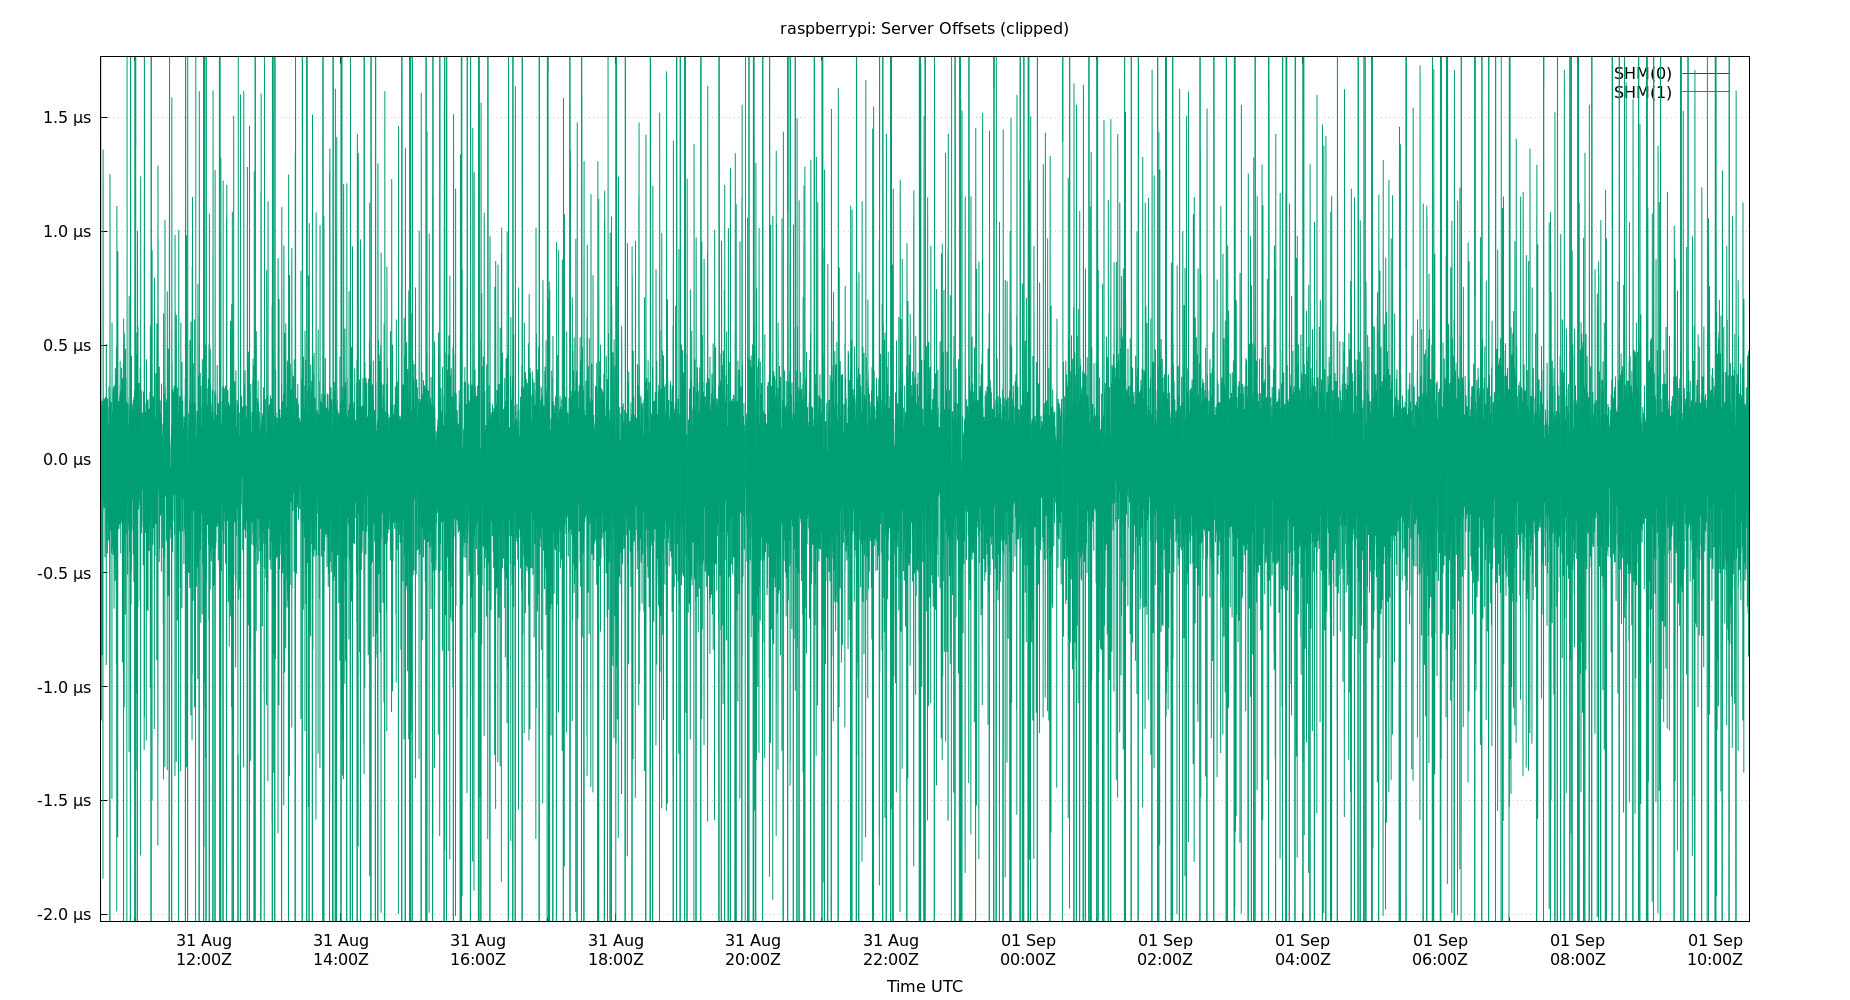 raspberrypi: Server Offsets (clipped)
SHM(0)
SHM(1)
1.5 µs
1.0 µs
0.5 µs
0.0 µs
-0.5 µs
-1.0 µs
-1.5 µs
-2.0 µs
31 Aug 31 Aug 31 Aug 31 Aug 31 Aug 31 Aug 01 Sep 01 Sep 01 Sep 01 Sep 01 Sep 01 Sep
12:00Z 14:00Z 16:00Z 18:00Z 20:00Z 22:00Z 00:00Z 02:00Z 04:00Z 06:00Z 08:00Z 10:00Z
Time UTC